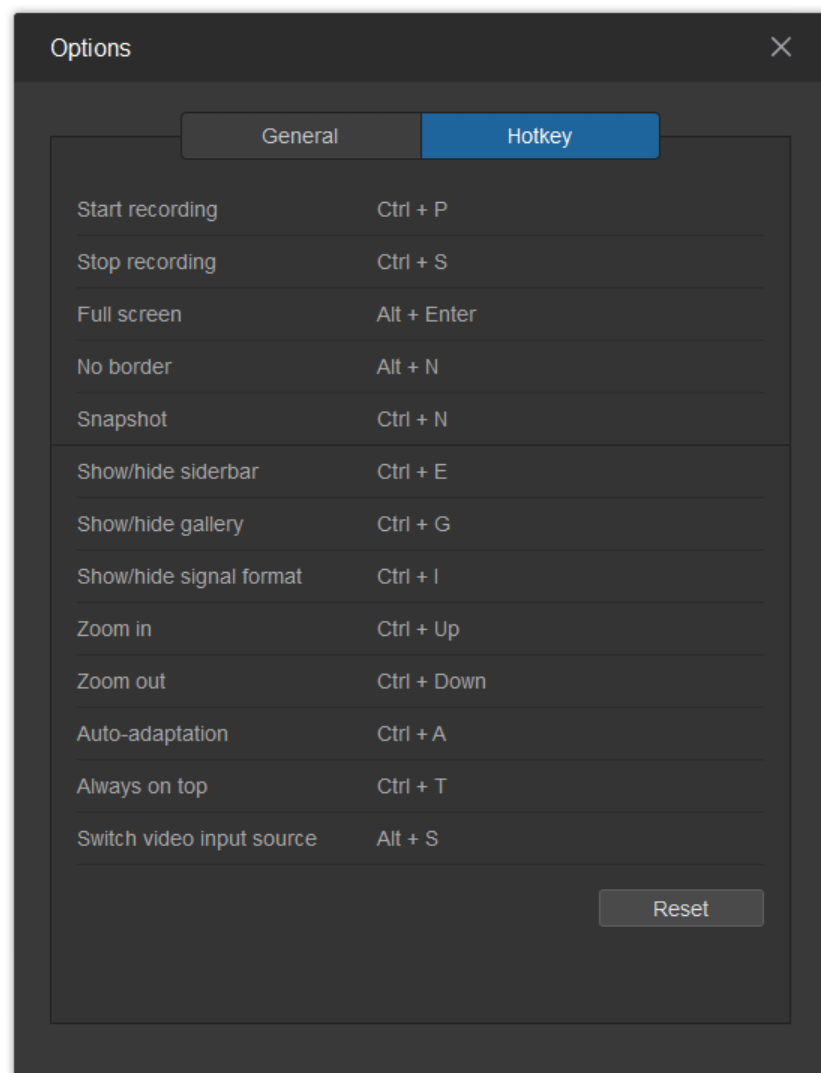 Options
General Hotkey
Start recording Ctrl + P
Stop recording Ctrl + S
Full screen Alt + Enter
No border Alt + N
Snapshot Ctrl + N
Show/hide siderbar Ctrl + E
Show/hide gallery Ctrl + G
Show/hide signal format Ctrl + I
Zoom in Ctrl + Up
Zoom out Ctrl + Down
Auto-adaptation Ctrl + A
Always on top Ctrl + T
Switch video input source Alt + S
Reset